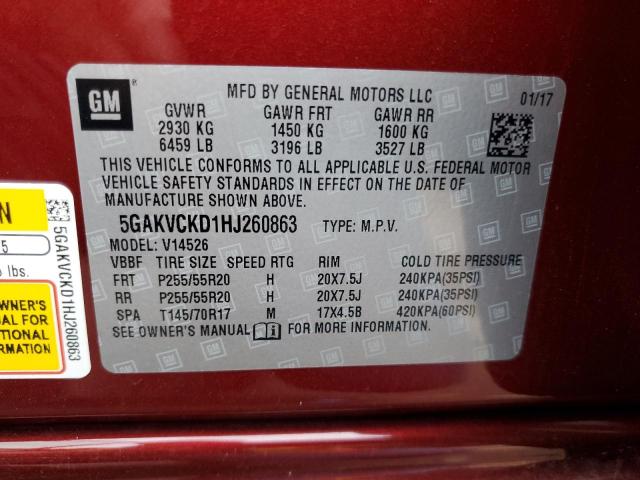 GM
MFD BY GENERAL MOTORS LLC
01/17
GVWR GAWR FRT GAWR RR
2930 KG 1450 KG 1600 KG
6459 LB 3196 LB 3527 LB
THIS VEHICLE CONFORMS TO ALL APPLICABLE U.S. FEDERAL MOTOR
VEHICLE SAFETY STANDARDS IN EFFECT ON THE DATE OF
MANUFACTURE SHOWN ABOVE.
5GAKVCKD1HJ260863 TYPE: M.P.V.
MODEL: V14526
VBBF TIRE SIZE SPEED RTG RIM COLD TIRE PRESSURE
FRT P255/55R20 H 20X7.5J 240KPA(35PSI)
RR P255/55R20 H 20X7.5J 240KPA(35PSI)
SPA T145/70R17 M 17X4.5B 420KPA(60PSI)
SEE OWNER'S MANUAL FOR MORE INFORMATION.
N
5
lbs.
OWNER'S
AL FOR
TIONAL
MATION
5GAKVCKD1HJ260863